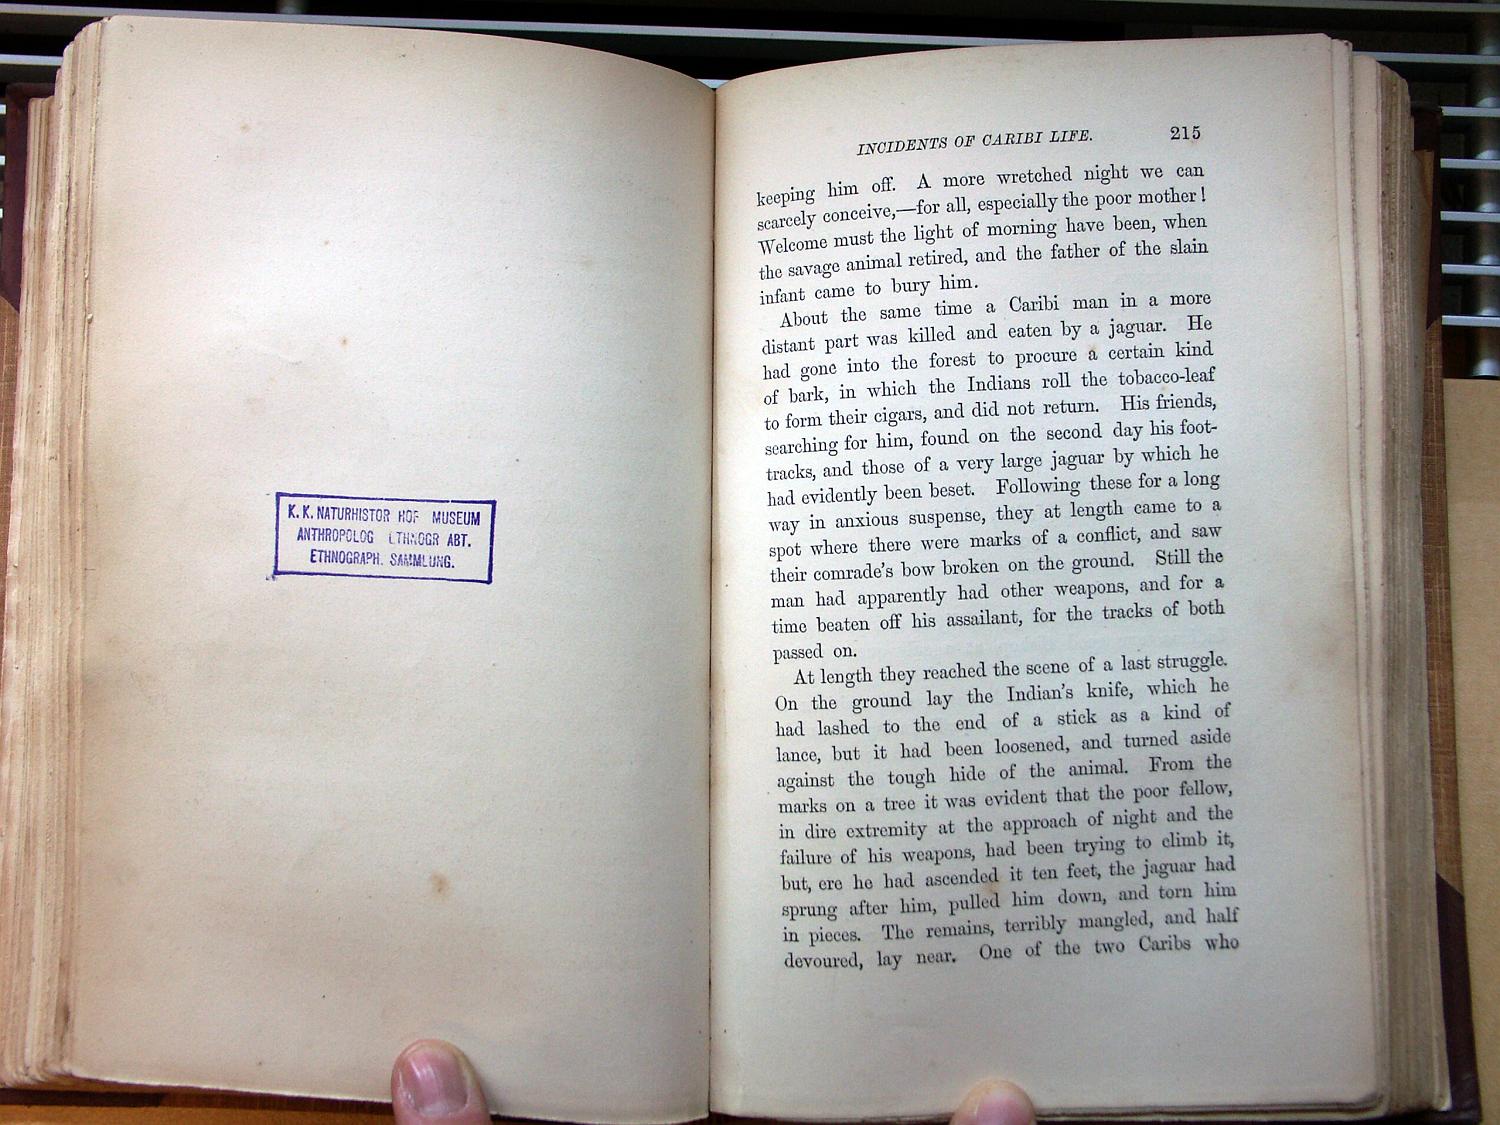 K. K. NATURHISTOR HOF MUSEUM
ANTHROPOLOG ETHNOGR ABT.
ETHNOGRAPH. SAMMLUNG.
INCIDENTS OF CARIBI LIFE. 215
keeping him off. A more wretched night we can
scarcely conceive,—for all, especially the poor mother!
Welcome must the light of morning have been, when
the savage animal retired, and the father of the slain
infant came to bury him.
About the same time a Caribi man in a more
distant part was killed and eaten by a jaguar. He
had gone into the forest to procure a certain kind
of bark, in which the Indians roll the tobacco-leaf
to form their cigars, and did not return. His friends,
searching for him, found on the second day his foot-
tracks, and those of a very large jaguar by which he
had evidently been beset. Following these for a long
way in anxious suspense, they at length came to a
spot where there were marks of a conflict, and saw
their comrade's bow broken on the ground. Still the
man had apparently had other weapons, and for a
time beaten off his assailant, for the tracks of both
passed on.
At length they reached the scene of a last struggle.
On the ground lay the Indian's knife, which he
had lashed to the end of a stick as a kind of
lance, but it had been loosened, and turned aside
against the tough hide of the animal. From the
marks on a tree it was evident that the poor fellow,
in dire extremity at the approach of night and the
failure of his weapons, had been trying to climb it,
but, ere he had ascended it ten feet, the jaguar had
sprung after him, pulled him down, and torn him
in pieces. The remains, terribly mangled, and half
devoured, lay near. One of the two Caribs who